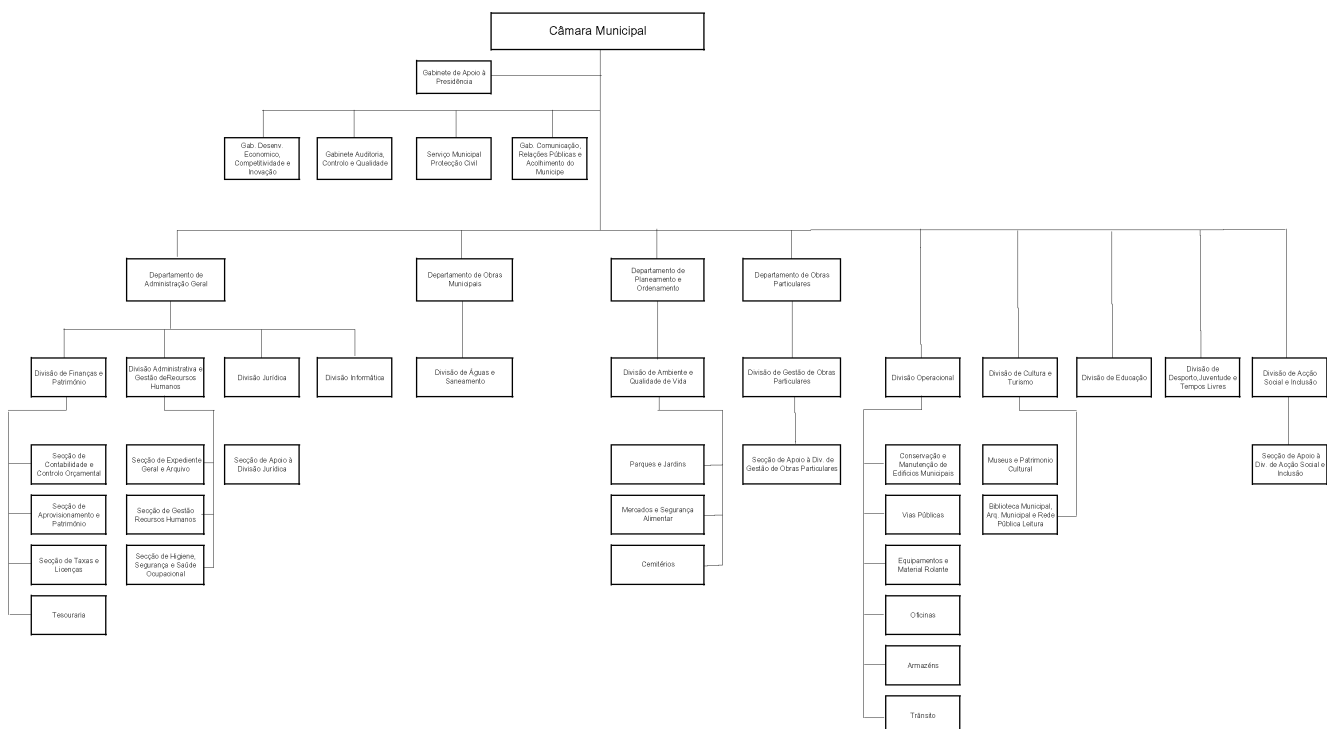 Câmara Municipal
Gabinete de Apoio à
Presidência
Gab. Desenv.
Economico,
Competitividade e
Inovação
Gabinete Auditoria,
Controlo e Qualidade
Serviço Municipal
Protecção Civil
Gab. Comunicação,
Relações Públicas e
Acolhimento do
Municipe
Departamento de
Administração Geral
Departamento de Obras
Municipais
Departamento de
Planeamento e
Ordenamento
Departamento de Obras
Particulares
Divisão de Finanças e
Património
Divisão Administrativa e
Gestão deRecursos
Humanos
Divisão Jurídica
Divisão Informática
Divisão de Águas e
Saneamento
Divisão de Ambiente e
Qualidade de Vida
Divisão de Gestão de Obras
Particulares
Divisão Operacional
Divisão de Cultura e
Turismo
Divisão de Educação
Divisão de
Desporto,Juventude e
Tempos Livres
Divisão de Acção
Social e Inclusão
Secção de
Contabilidade e
Controlo Orçamental
Secção de Expediente
Geral e Arquivo
Secção de Apoio à
Divisão Jurídica
Parques e Jardins
Secção de Apoio à Div. de
Gestão de Obras Particulares
Conservação e
Manutenção de
Edificios Municipais
Museus e Patrimonio
Cultural
Secção de Apoio à
Div. de Acção Social e
Inclusão
Secção de
Aprovisionamento e
Património
Secção de Gestão
Recursos Humanos
Mercados e Segurança
Alimentar
Vias Públicas
Biblioteca Municipal,
Arq. Municipal e Rede
Pública Leitura
Secção de Taxas e
Licenças
Secção de Higiene,
Segurança e Saúde
Ocupacional
Cemitérios
Equipamentos e
Material Rolante
Tesouraria
Oficinas
Armazéns
Trânsito